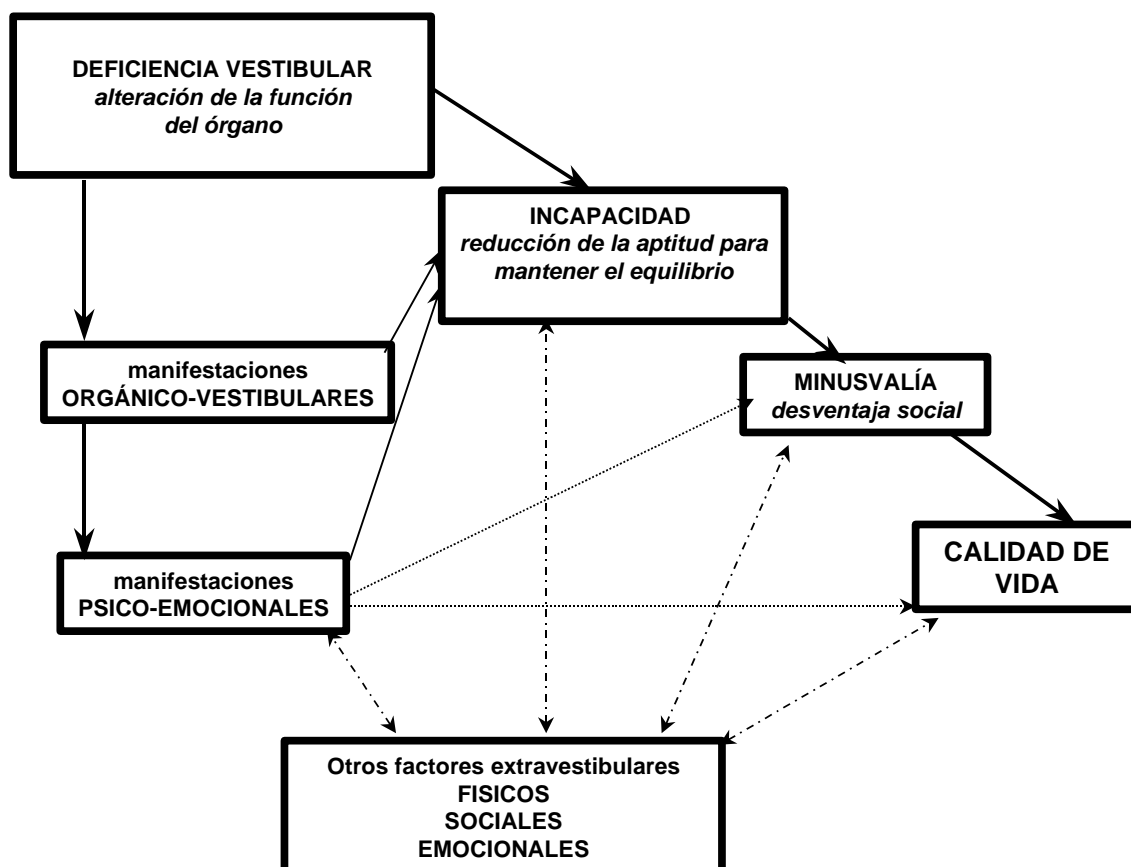 DEFICIENCIA VESTIBULAR
alteración de la función
del órgano
INCAPACIDAD
reducción de la aptitud para
mantener el equilibrio
manifestaciones
ORGÁNICO-VESTIBULARES
MINUSVALÍA
desventaja social
manifestaciones
PSICO-EMOCIONALES
CALIDAD DE
VIDA
Otros factores extravestibulares
FISICOS
SOCIALES
EMOCIONALES